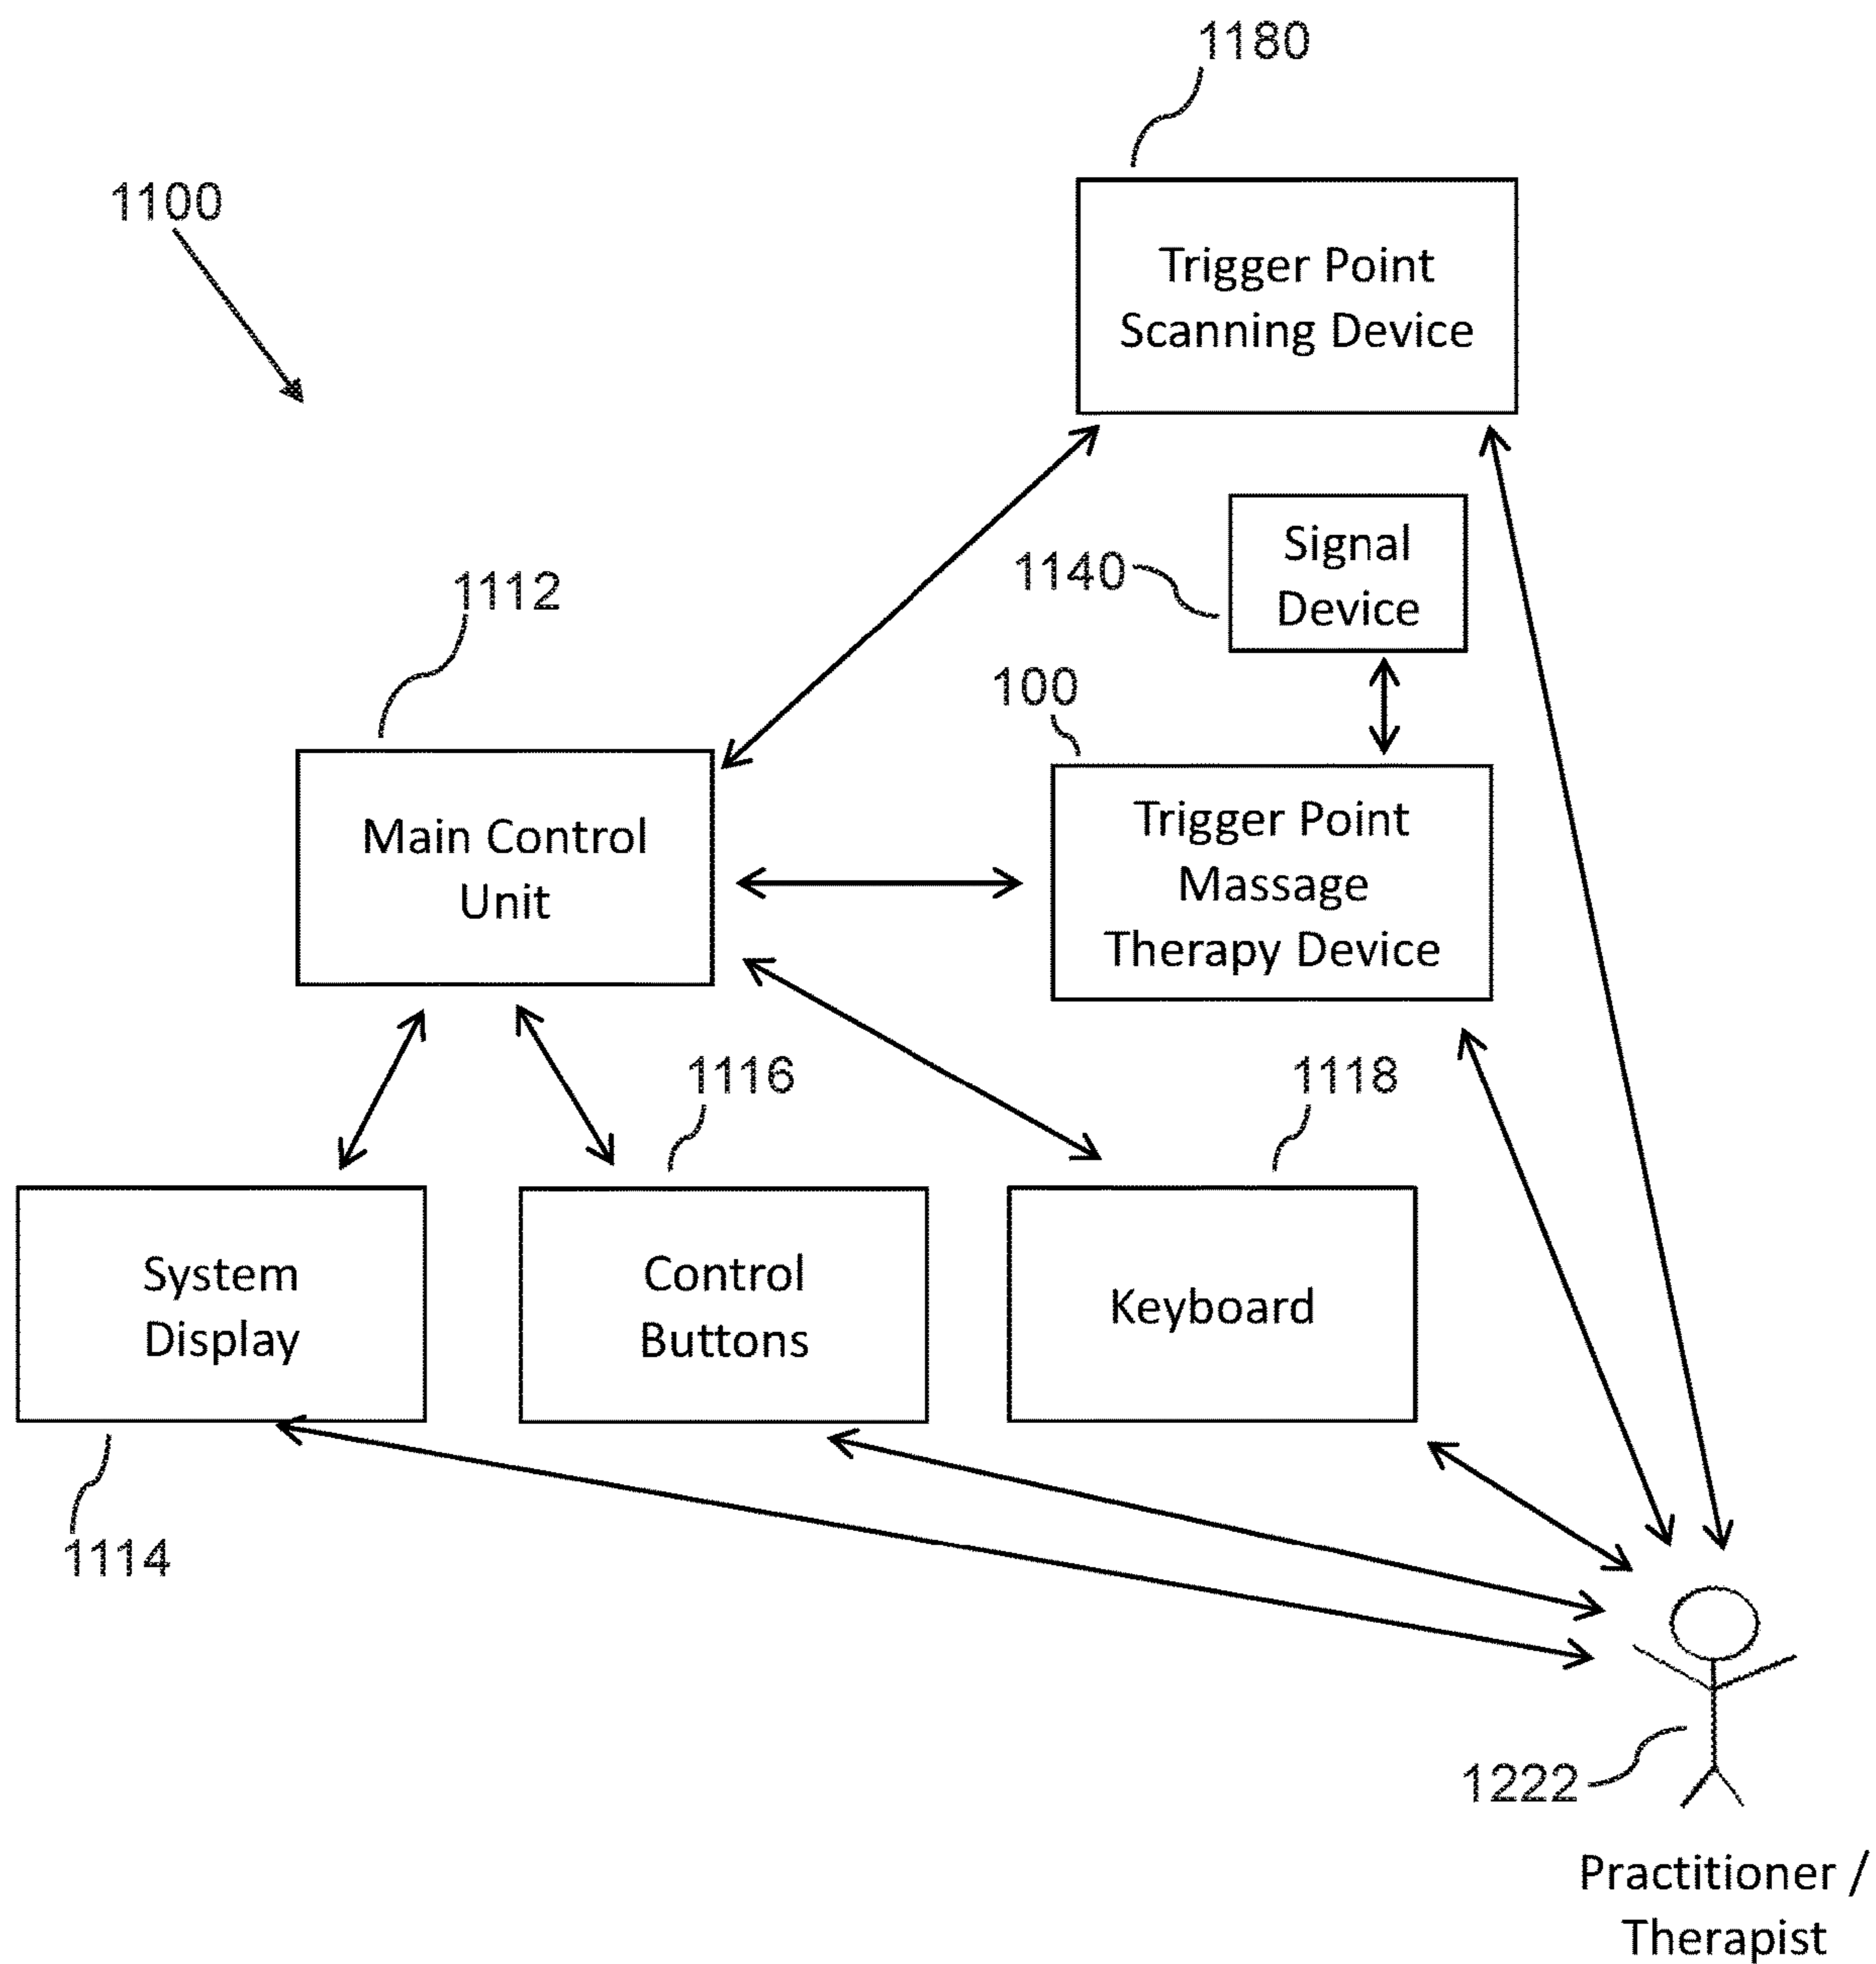 1180
1100
Trigger Point
Scanning Device
Signal
Device
1140
1112
100
Main Control
Unit
Trigger Point
Massage
Therapy Device
1116
1118
System
Display
Control
Buttons
Keyboard
1114
1222
Practitioner /
Therapist